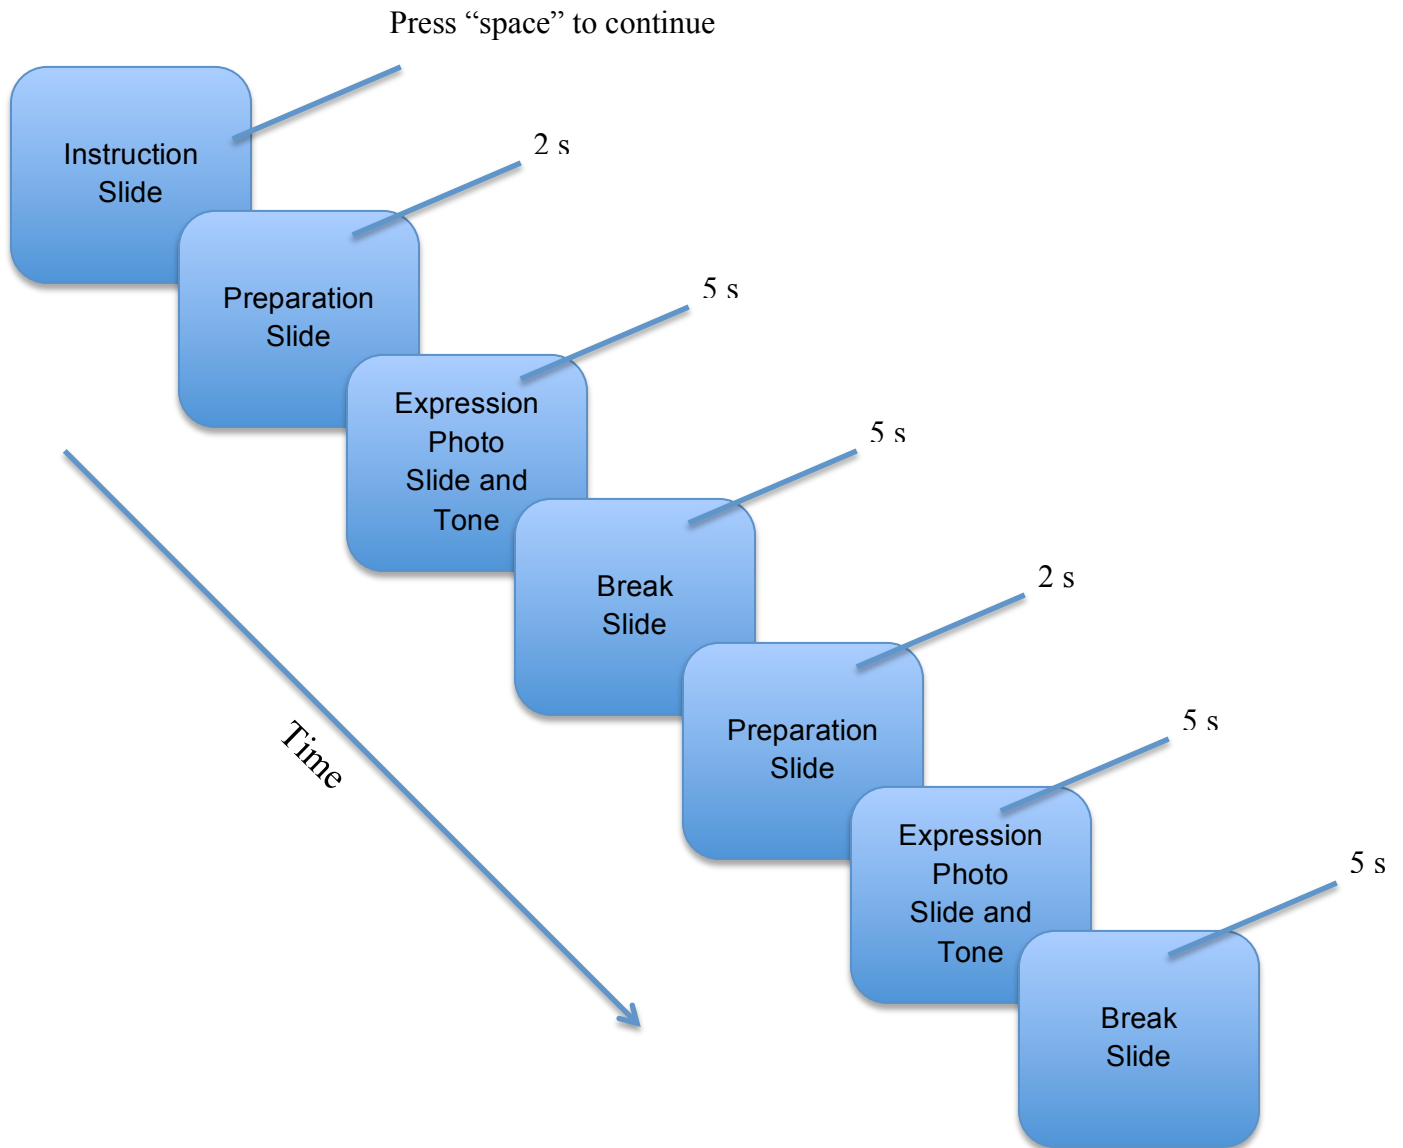 Press “space” to continue
Instruction
Slide
2 s
Preparation
Slide
5 s
Expression
Photo
Slide and
Tone
5 s
Break
Slide
2 s
Preparation
Slide
5 s
Expression
Photo
Slide and
Tone
5 s
Break
Slide
Time